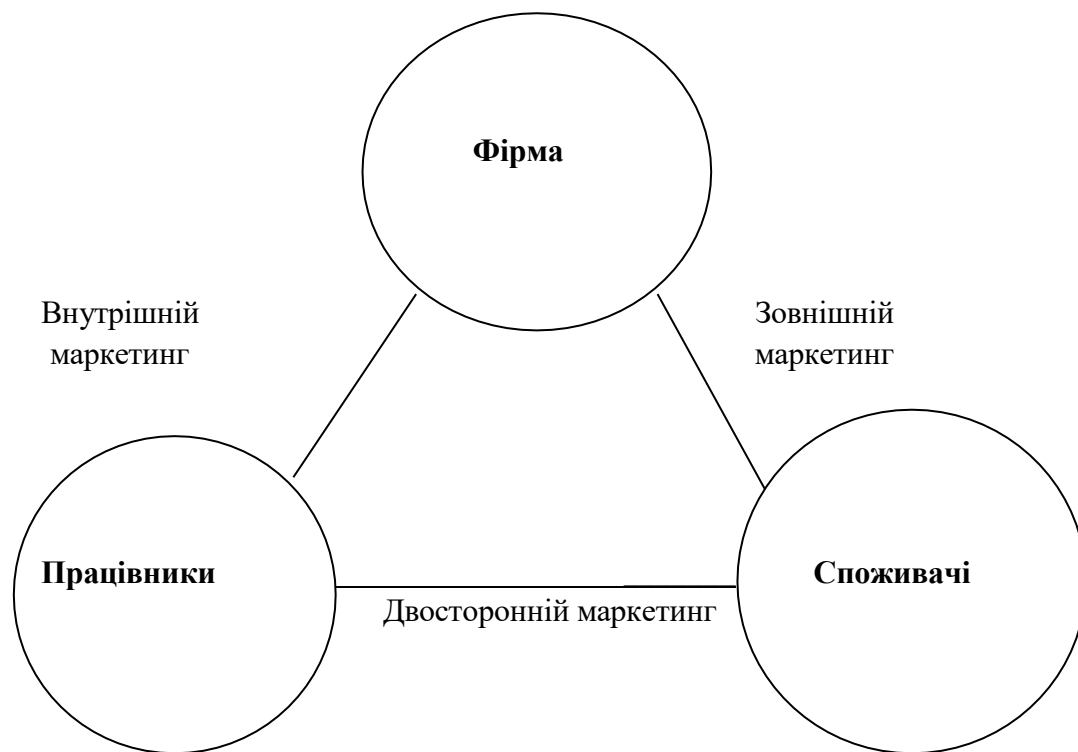 Фірма
Внутрішній
маркетинг
Зовнішній
маркетинг
Працівники
Споживачі
Двосторонній маркетинг